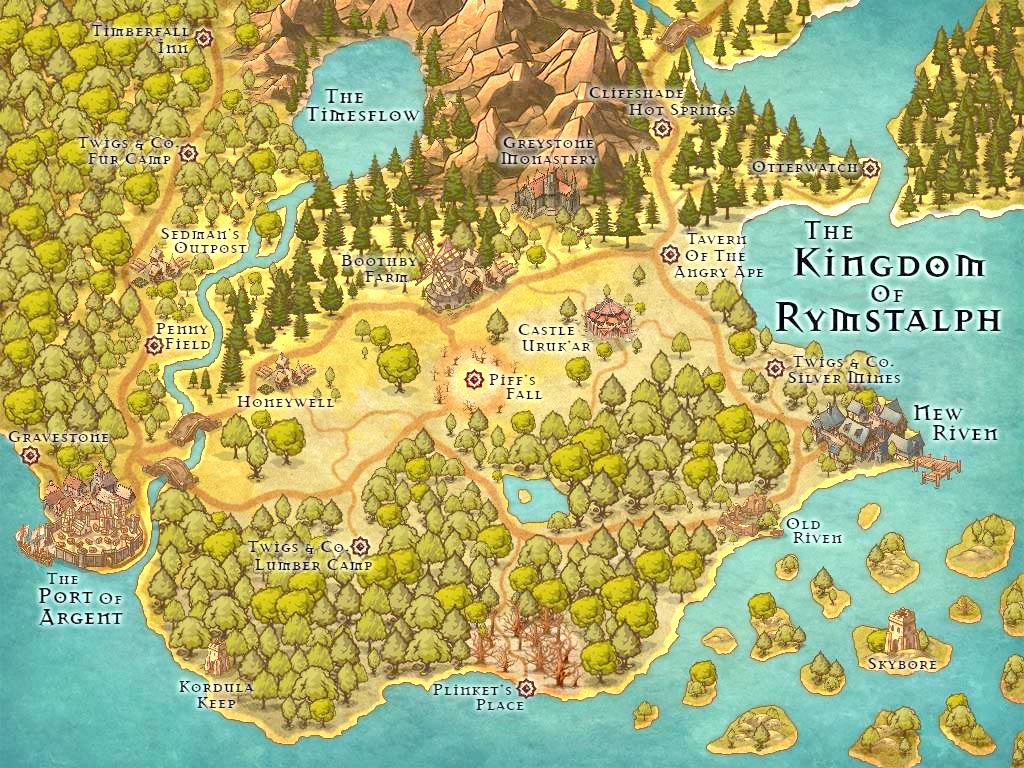 Timberfall
Inn
The
Timesflow
Clifeshade
Hot Springs
Twigs & Co.
Fur Camp
Greystone
Monastery
Otterwatch
Sedman's
Outpost
The
Kingdom
Of
Rymstalph
Tavern
Of The
Angry Ape
Boothby
Farm
Penny
Field
Castle
Uruk'ar
Piff's
Fall
Twigs & Co.
Silver Mines
Honeywell
New
Riven
Gravestone
Old
Riven
Twigs & Co.
Lumber Camp
The
Port Of
Argent
Skybore
Kordula
Keep
Plinket's
Place